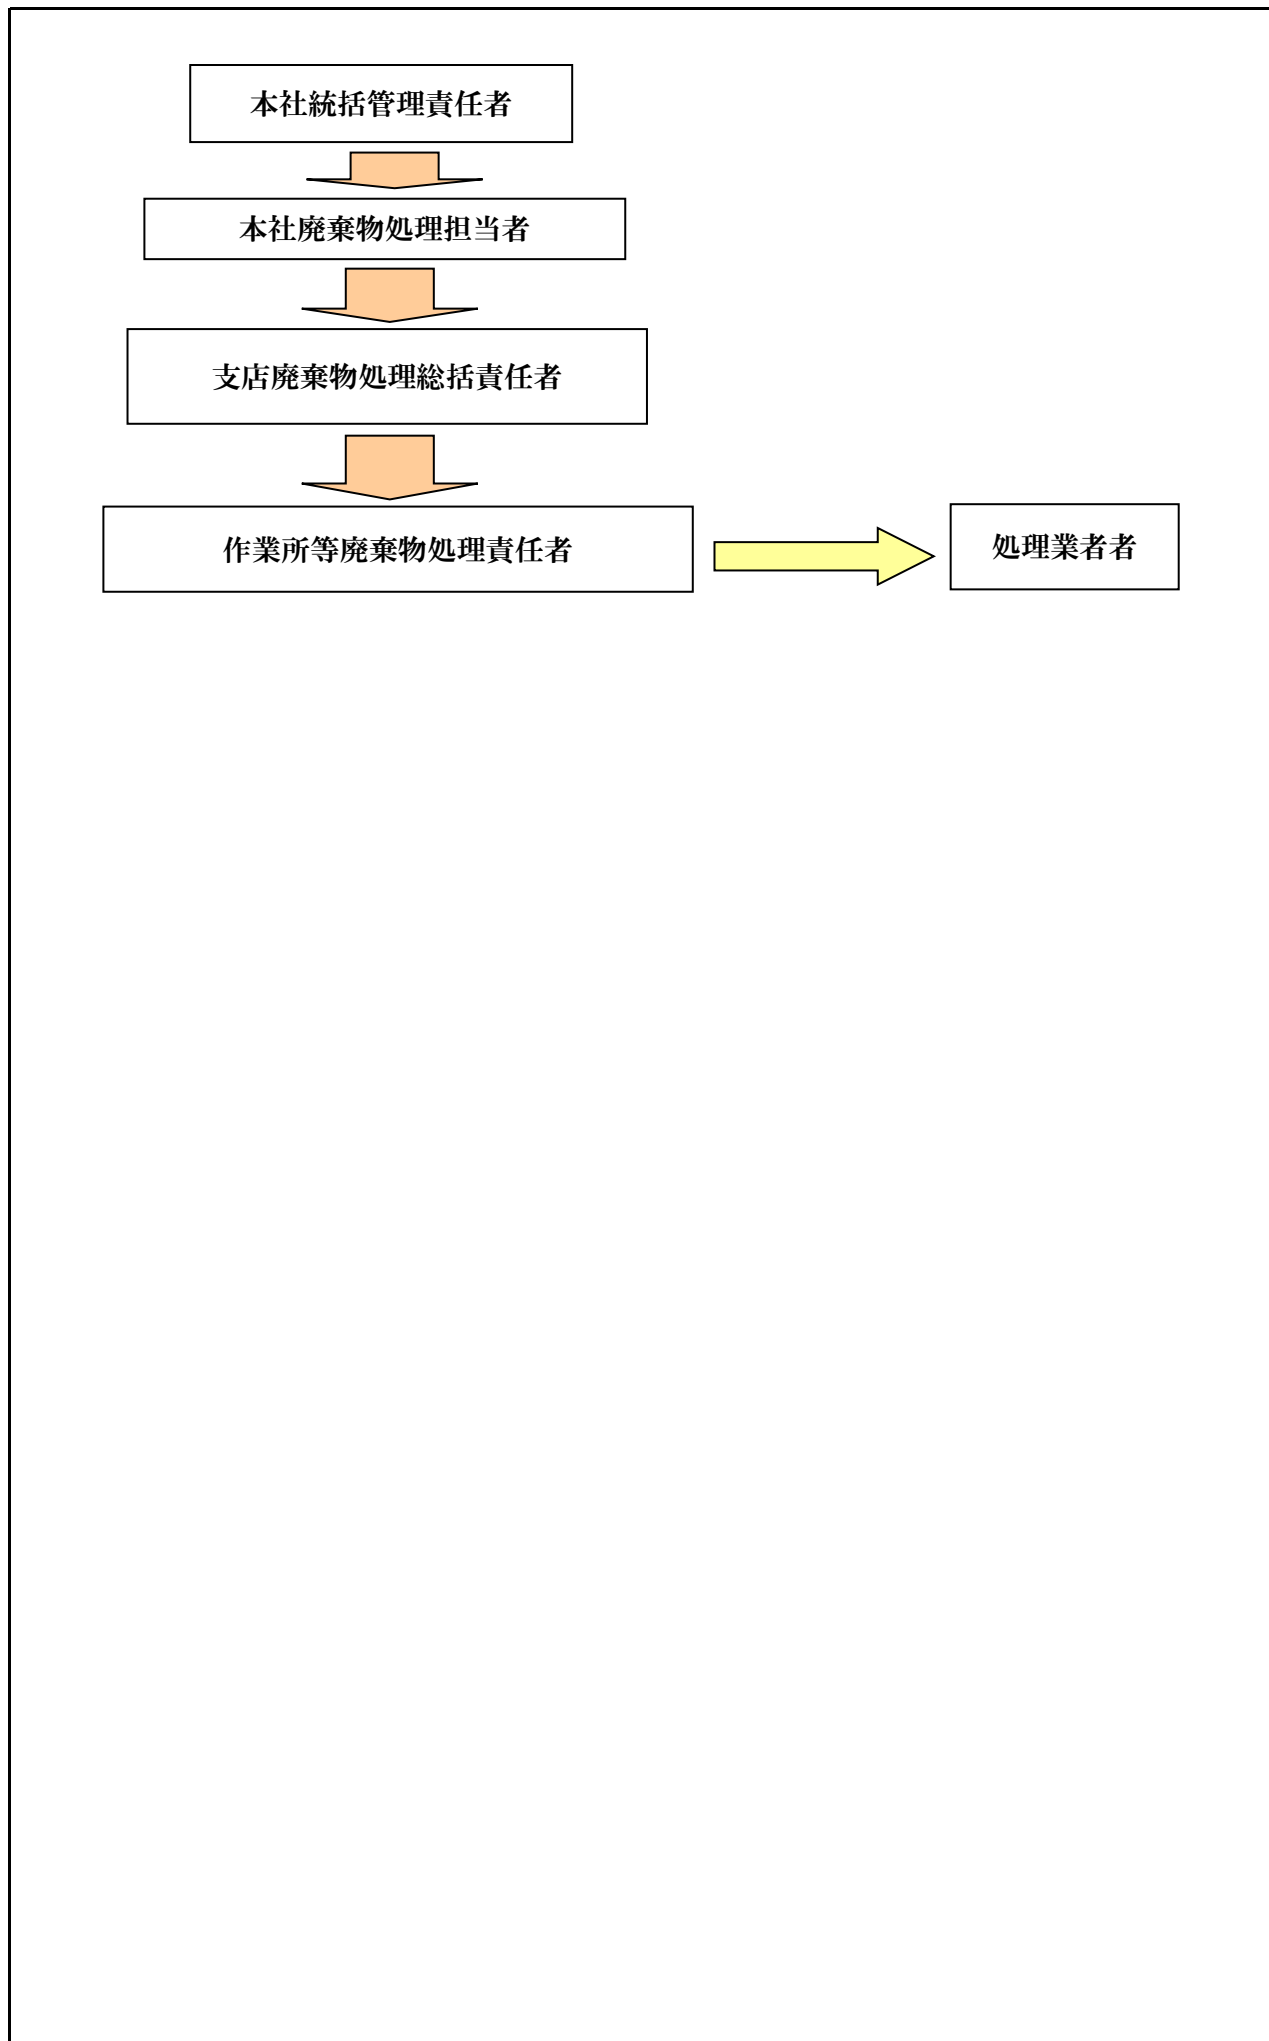 本社統括管理責任者
本社廃棄物処理担当者
支店廃棄物処理総括責任者
作業所等廃棄物処理責任者
処理業者者